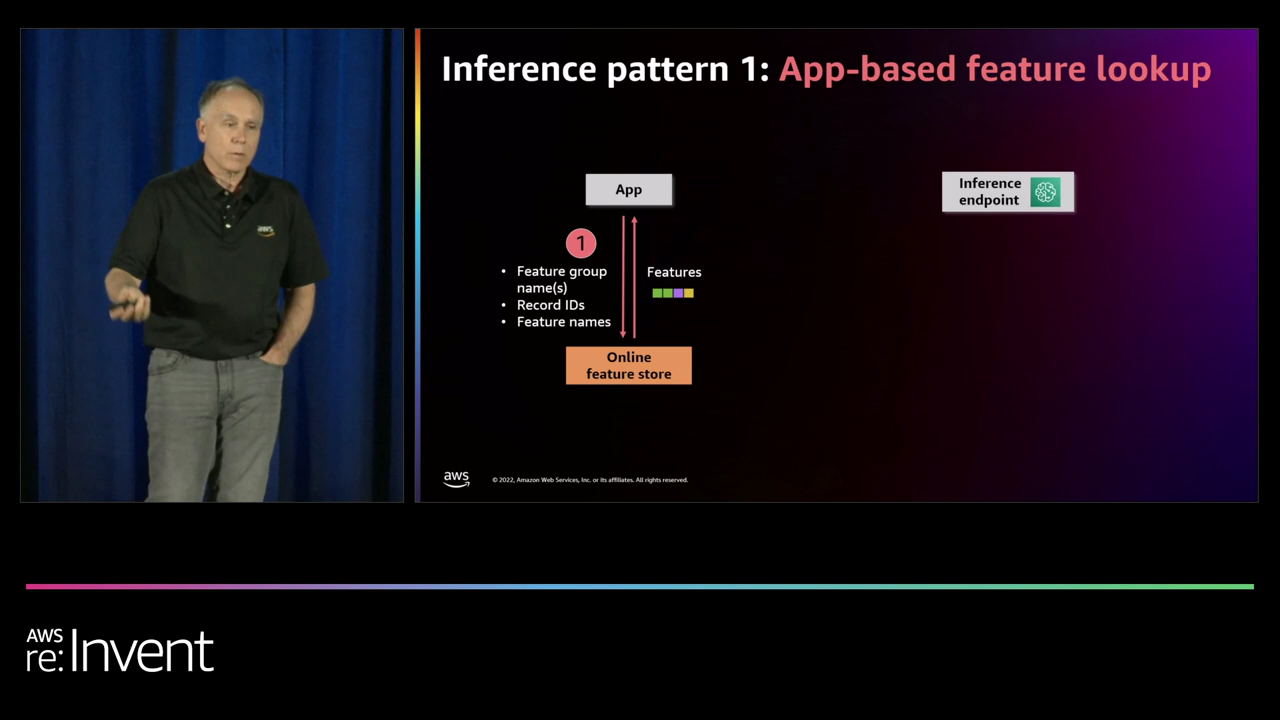 Inference pattern 1: App-based feature lookup
App
Inference
endpoint
1
• Feature group
name(s)
• Record IDs
• Feature names
Features
Online
feature store
aws
© 2022, Amazon Web Services, Inc. or its affiliates. All rights reserved.
aws
AWS
re:Invent